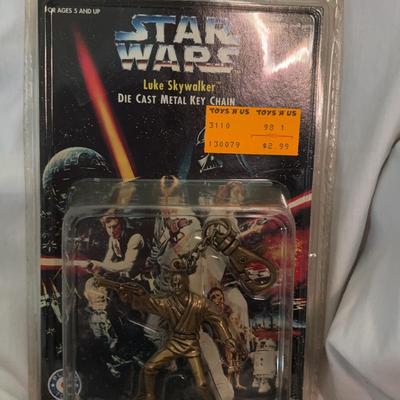 FOR AGES 5 AND UP
STAR
WARS
Luke Skywalker
DIE CAST METAL KEY CHAIN
TOYS R US TOYS R US
3110 98 1
130079 $2.99